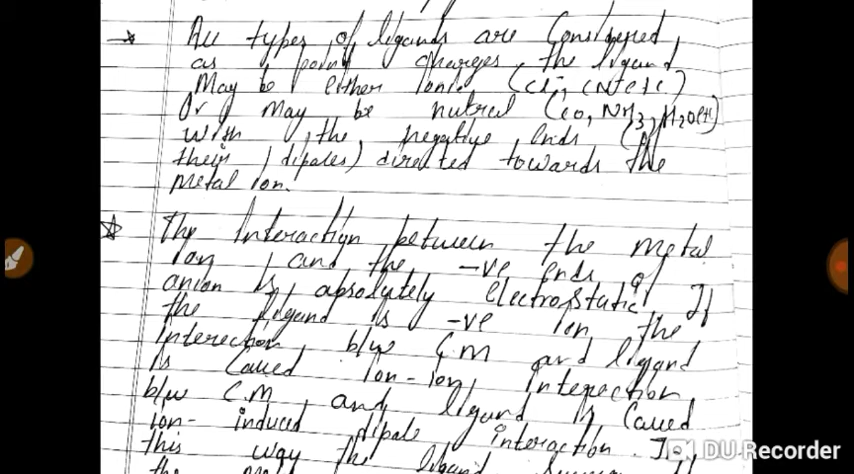 All types of ligands are Considered
as point charges, the ligand
May be either Ionic (Cl-, CN-etc)
Or may be nutral (CO, NH3, H2O etc)
with the negative ends (of
their dipoles) directed towards the
metal ion.
The Interaction between the metal
Ion and the -ve ends of
anion is absolutely Electrostatic If
the ligand is -ve Ion the
Interection b/w C.M and ligand
is called Ion-Ion, Interaction
b/w C.M, and ligand is called
ion-induced dipole interaction. In
this way the ligand
the
DU Recorder